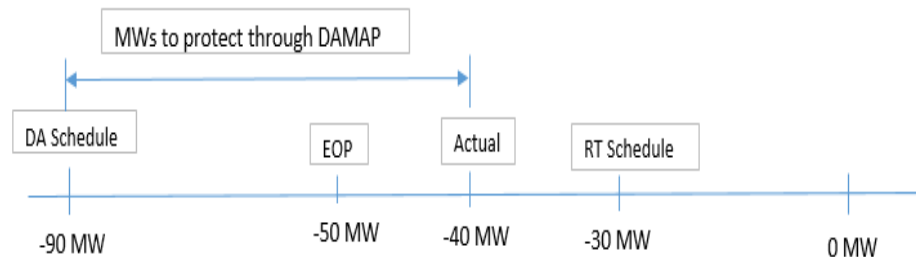 MWs to protect through DAMAP
DA Schedule
EOP
Actual
RT Schedule
-90 MW
-50 MW
-40 MW
-30 MW
0 MW